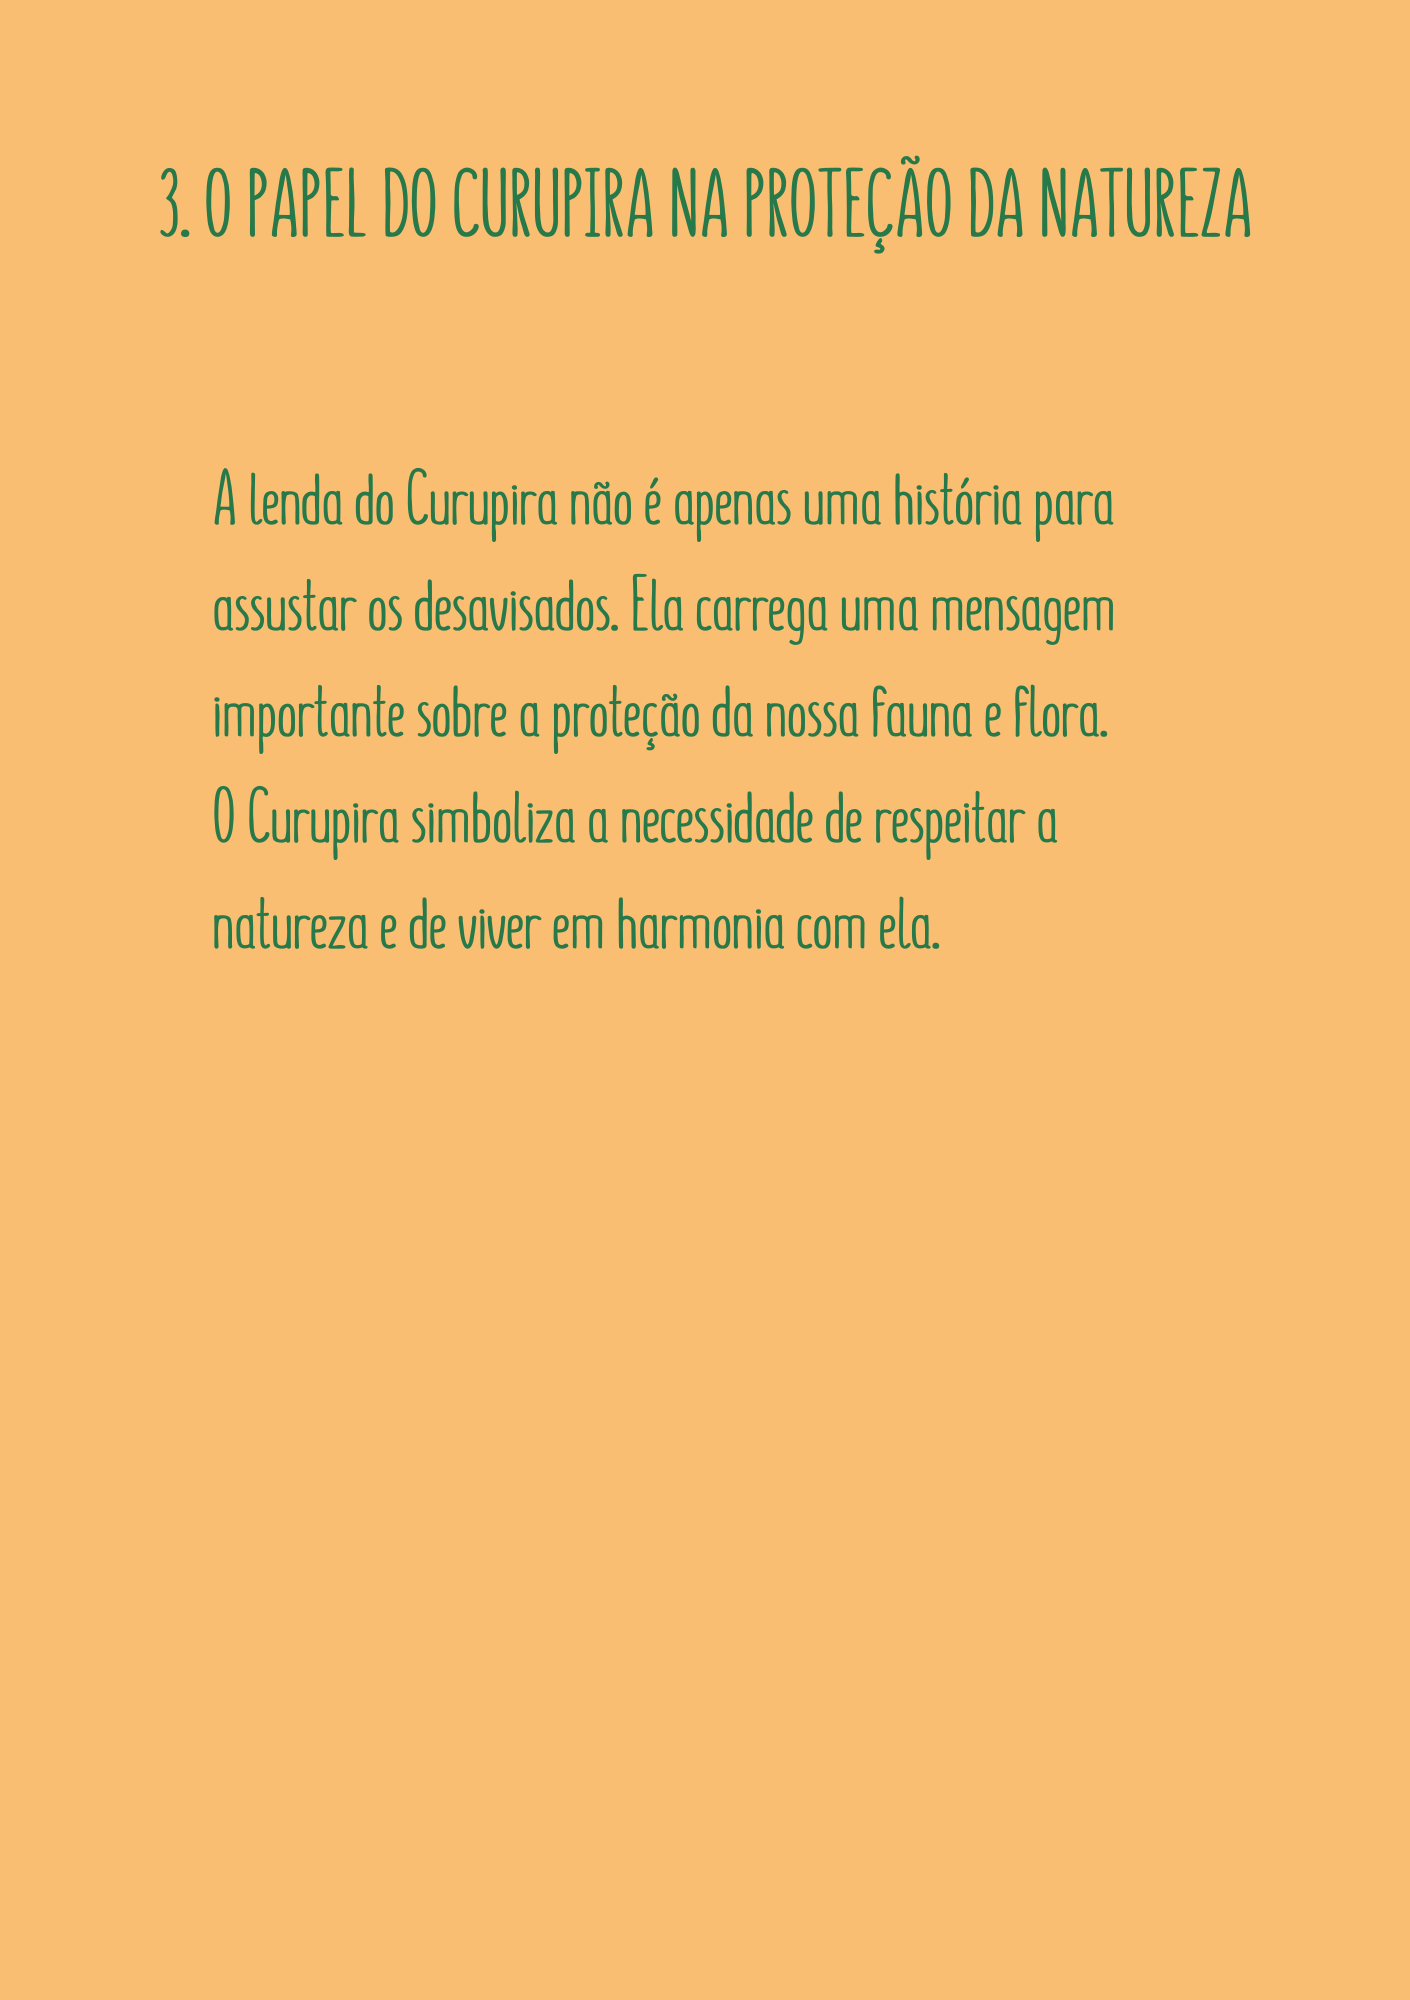 3. O PAPEL DO CURUPIRA NA PROTEÇÃO DA NATUREZA
A lenda do Curupira não é apenas uma história para
assustar os desavisados. Ela carrega uma mensagem
importante sobre a proteção da nossa fauna e flora.
O Curupira simboliza a necessidade de respeitar a
natureza e de viver em harmonia com ela.